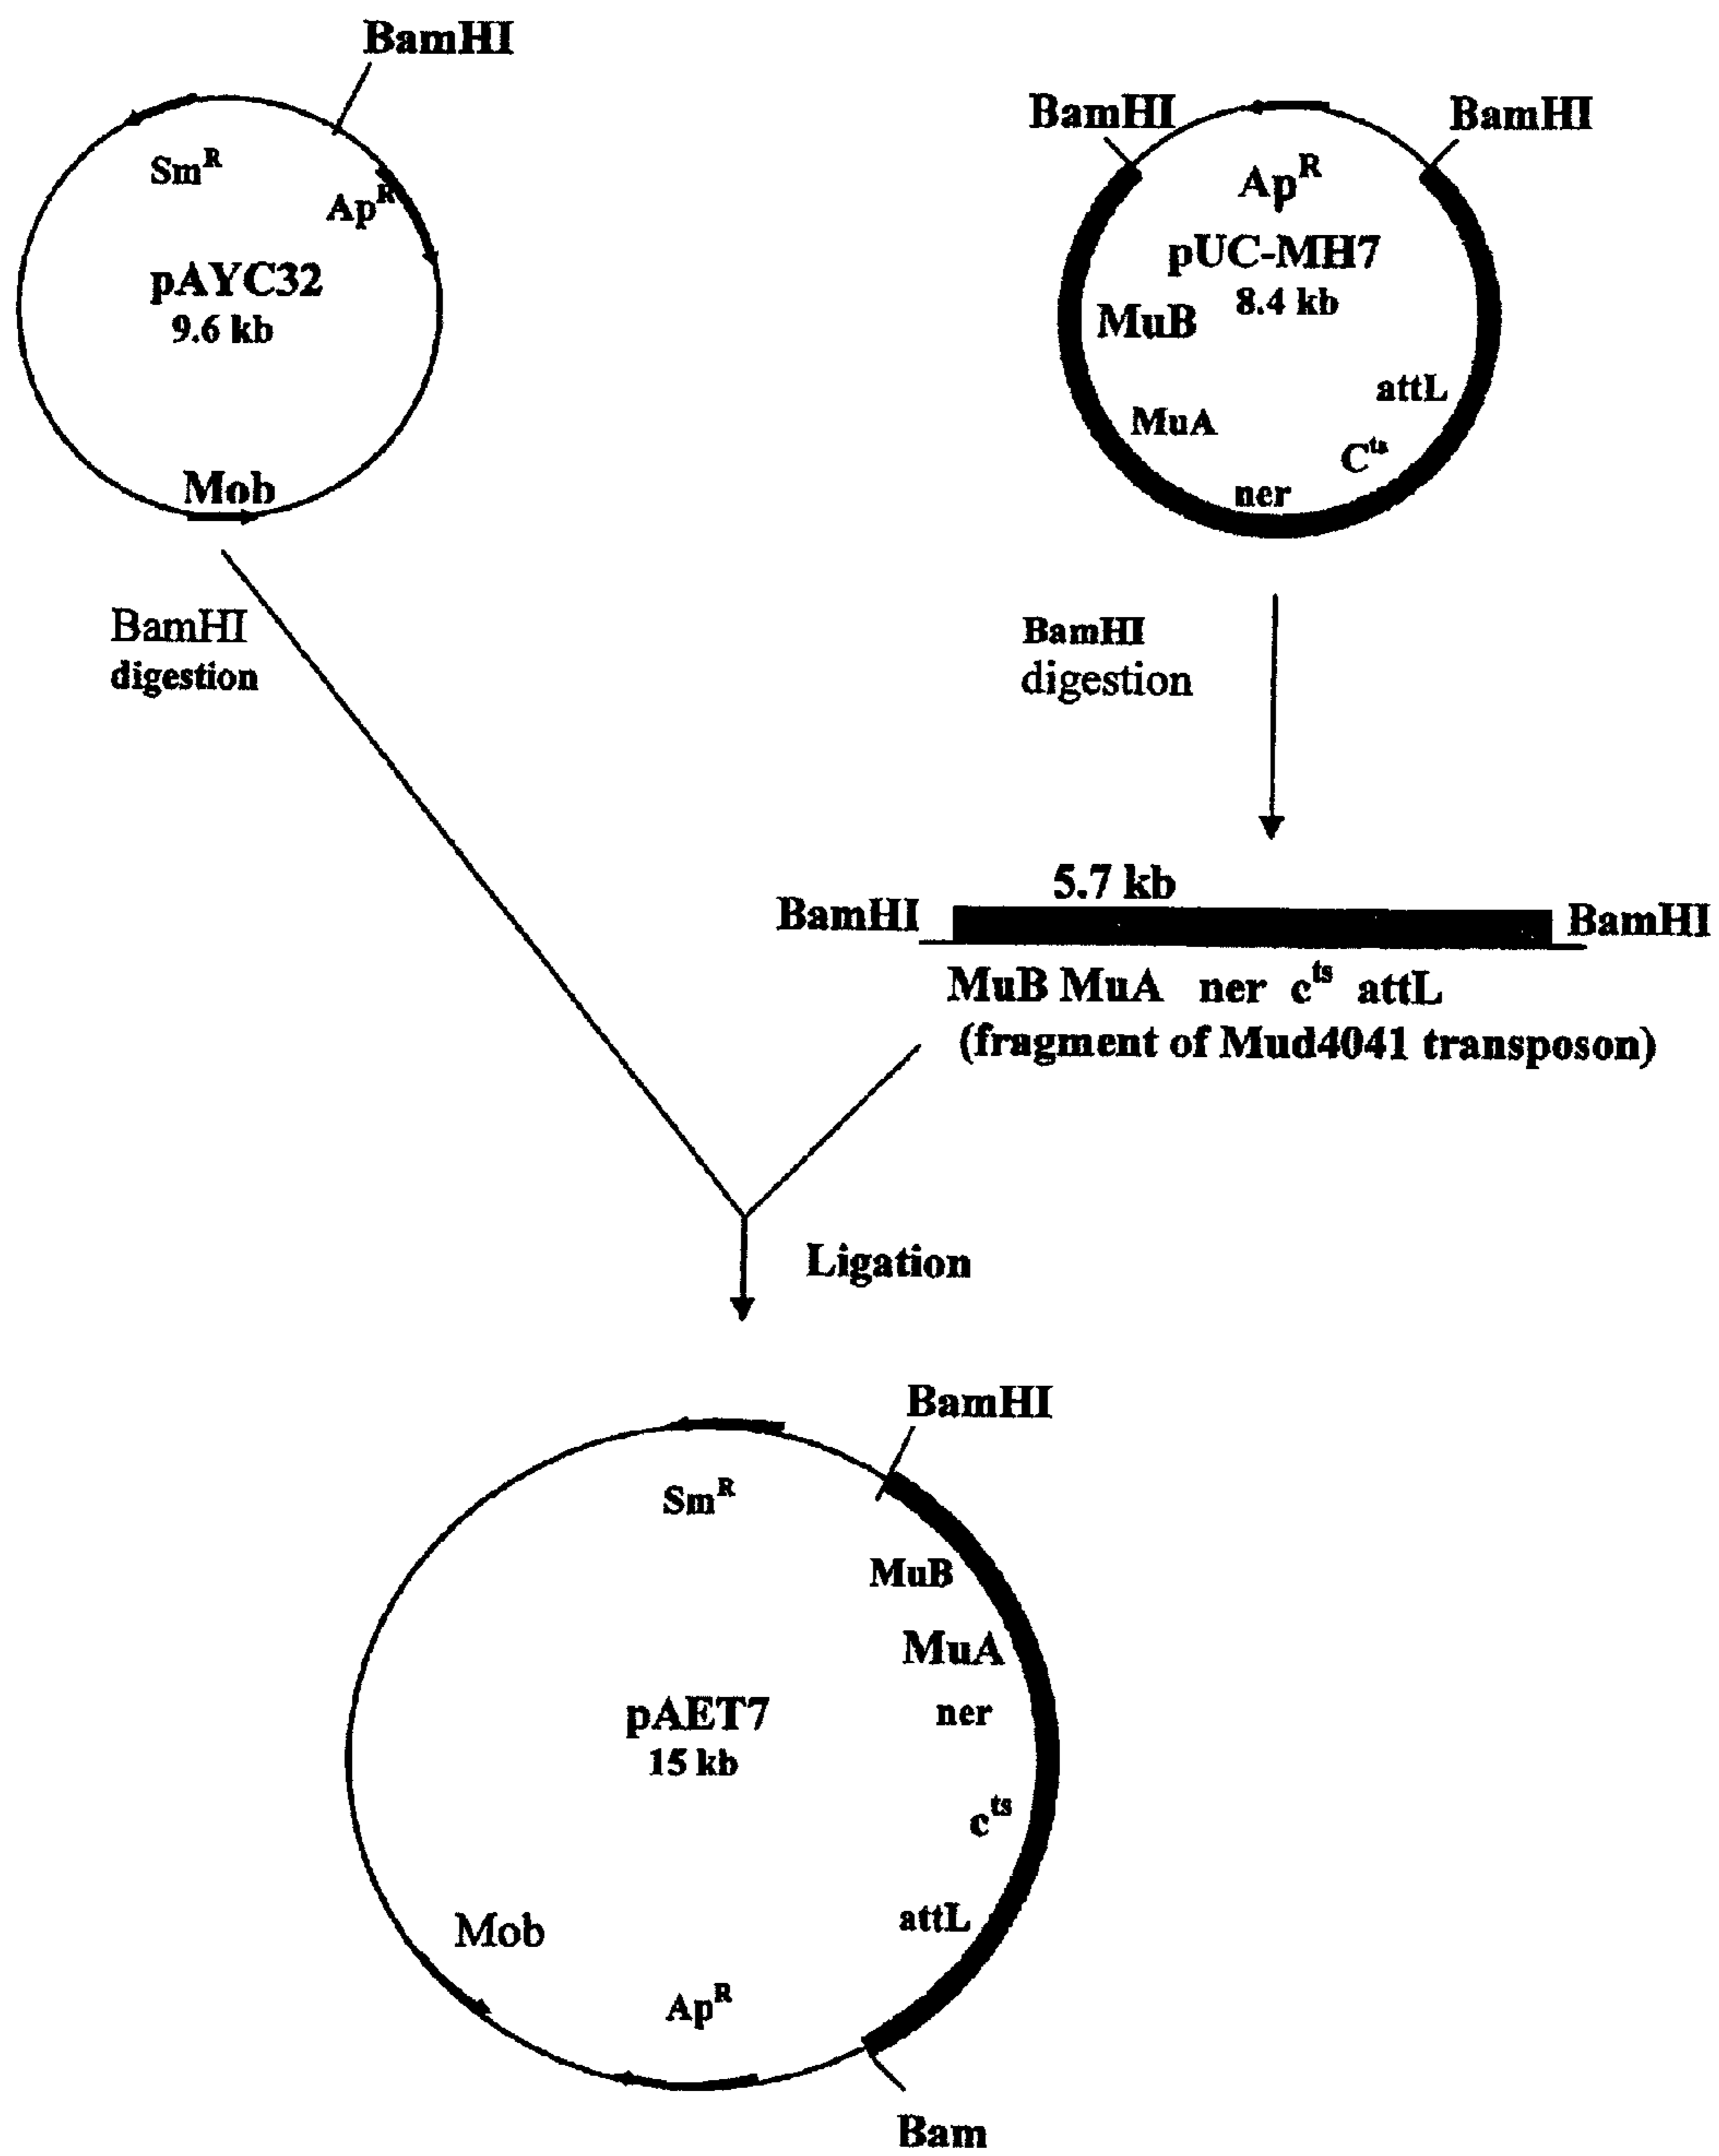 BamHI
Sm^R
Ap^R
pAYC32
9.6 kb
Mob
BamHI
BamHI
Ap^R
pUC-MH7
8.4 kb
MuB
attL
MuA
C^ts
ner
BamHI
digestion
BamHI
digestion
5.7 kb
BamHI
BamHI
MuB MuA ner c^ts attL
(fragment of Mud4041 transposon)
Ligation
BamHI
Sm^R
MuB
MuA
ner
pAET7
15 kb
c^ts
attL
Mob
Ap^R
Bam